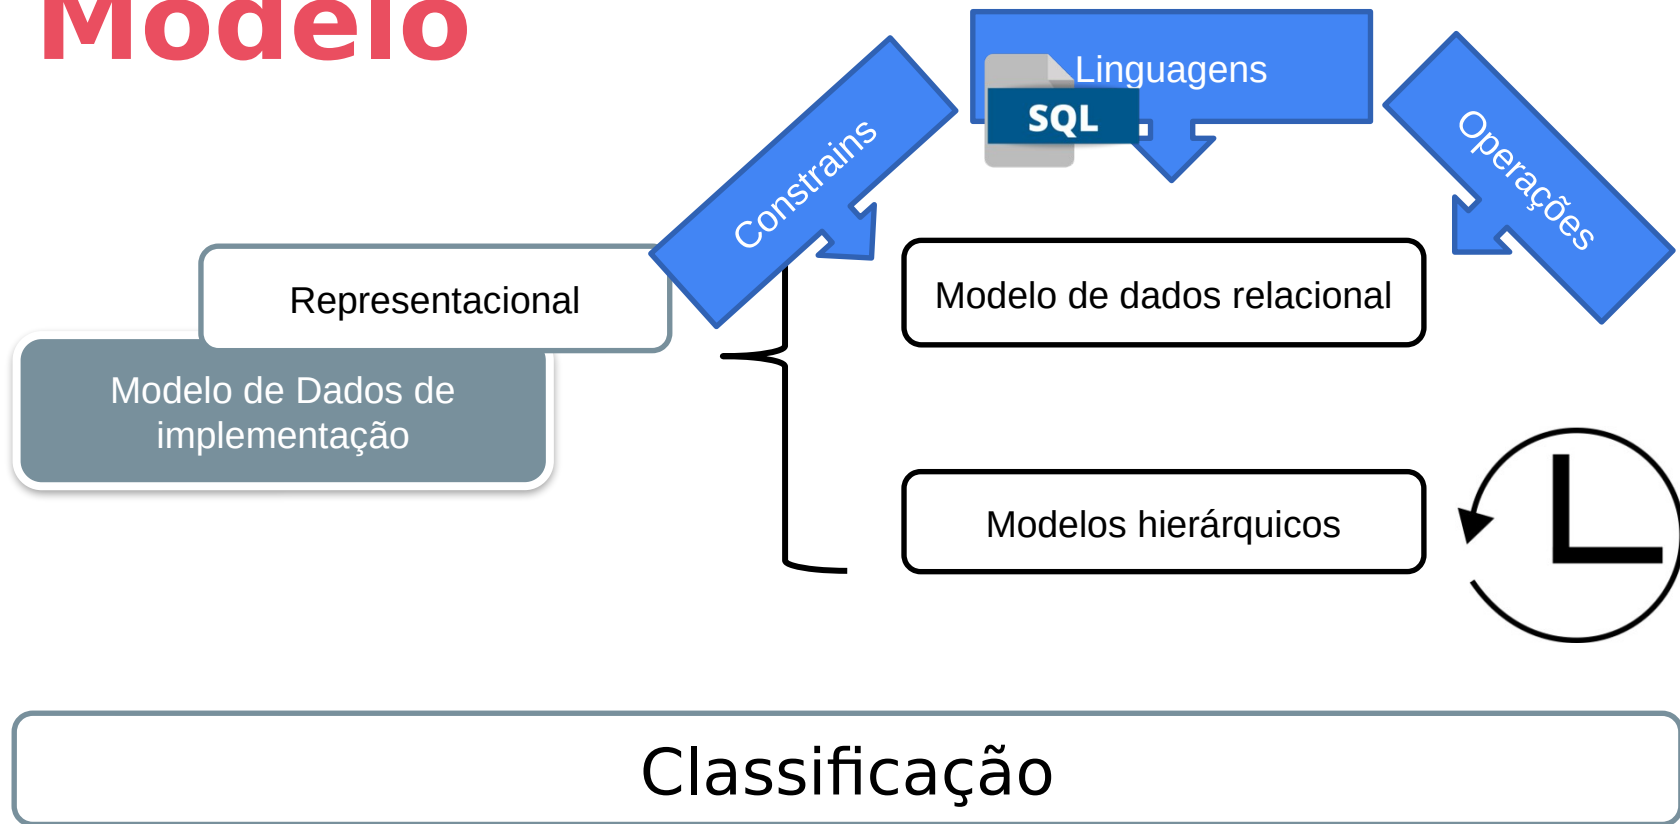 Modelo
Linguagens
SQL
Constrains
Operações
Representacional
Modelo de dados relacional
Modelo de Dados de
implementação
Modelos hierárquicos
Classificação